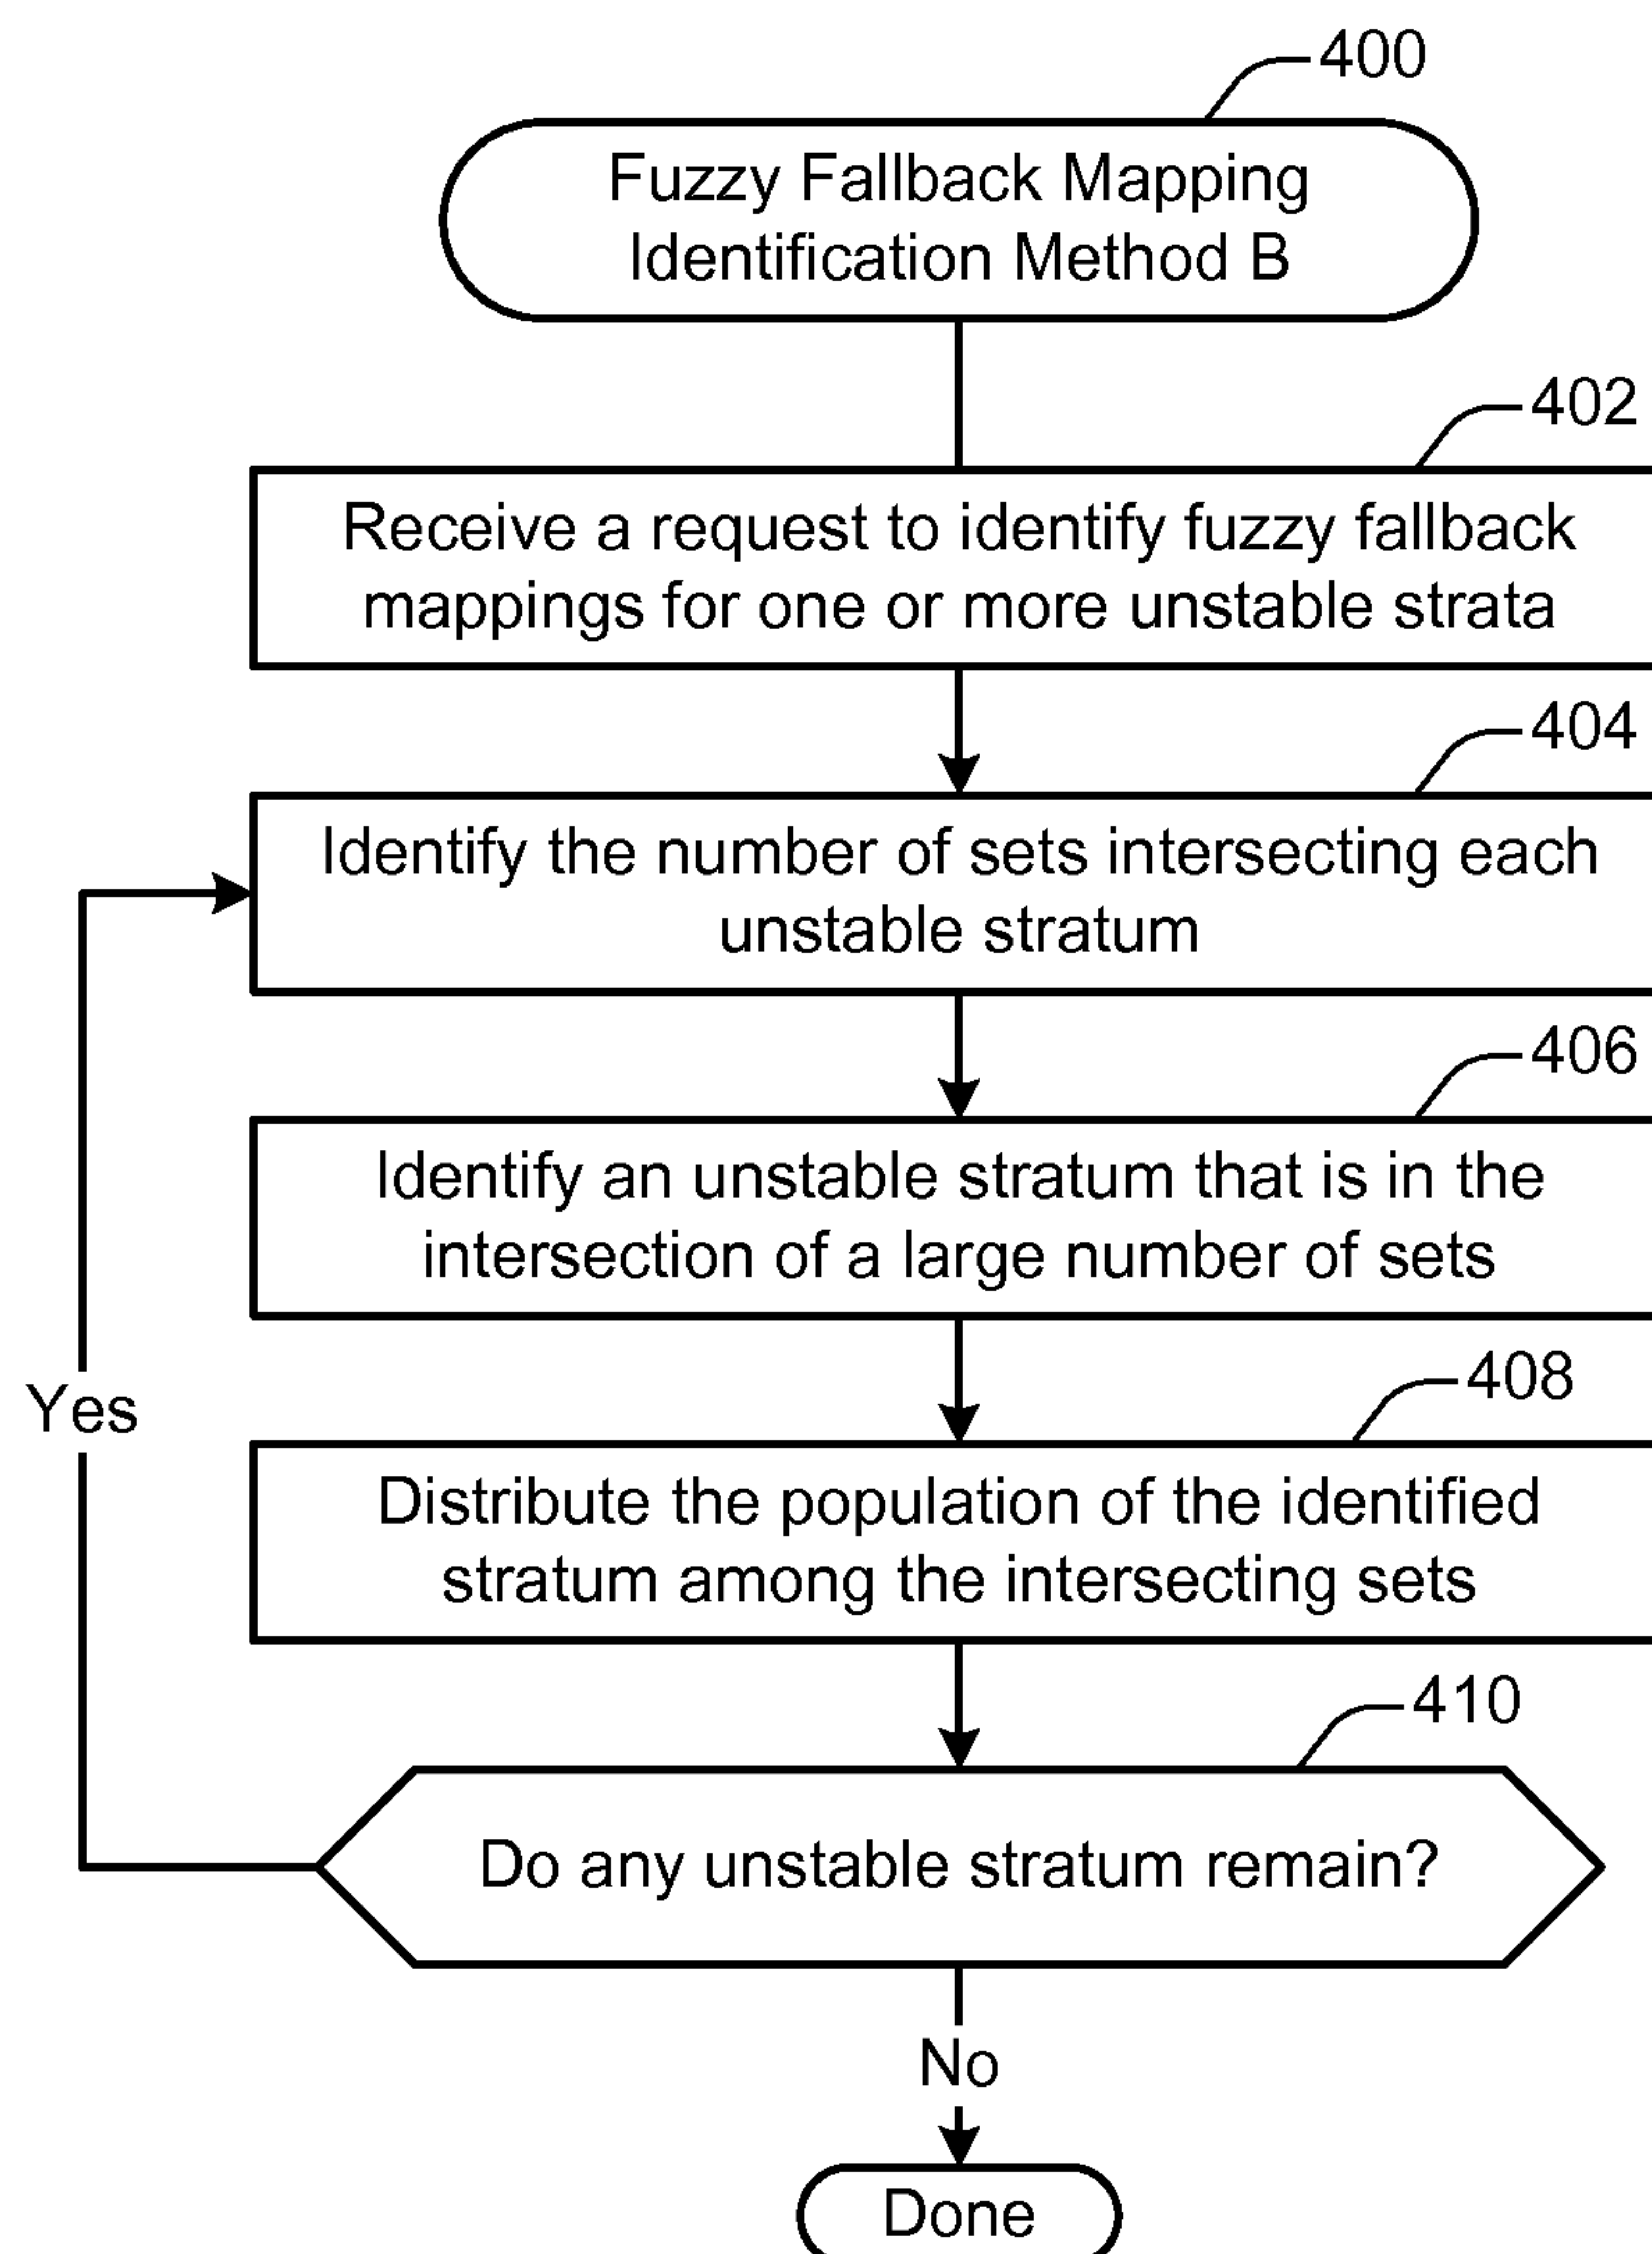 400
Fuzzy Fallback Mapping
Identification Method B
402
Receive a request to identify fuzzy fallback
mappings for one or more unstable strata
404
Identify the number of sets intersecting each
unstable stratum
406
Identify an unstable stratum that is in the
intersection of a large number of sets
408
Distribute the population of the identified
stratum among the intersecting sets
Yes
410
Do any unstable stratum remain?
No
Done